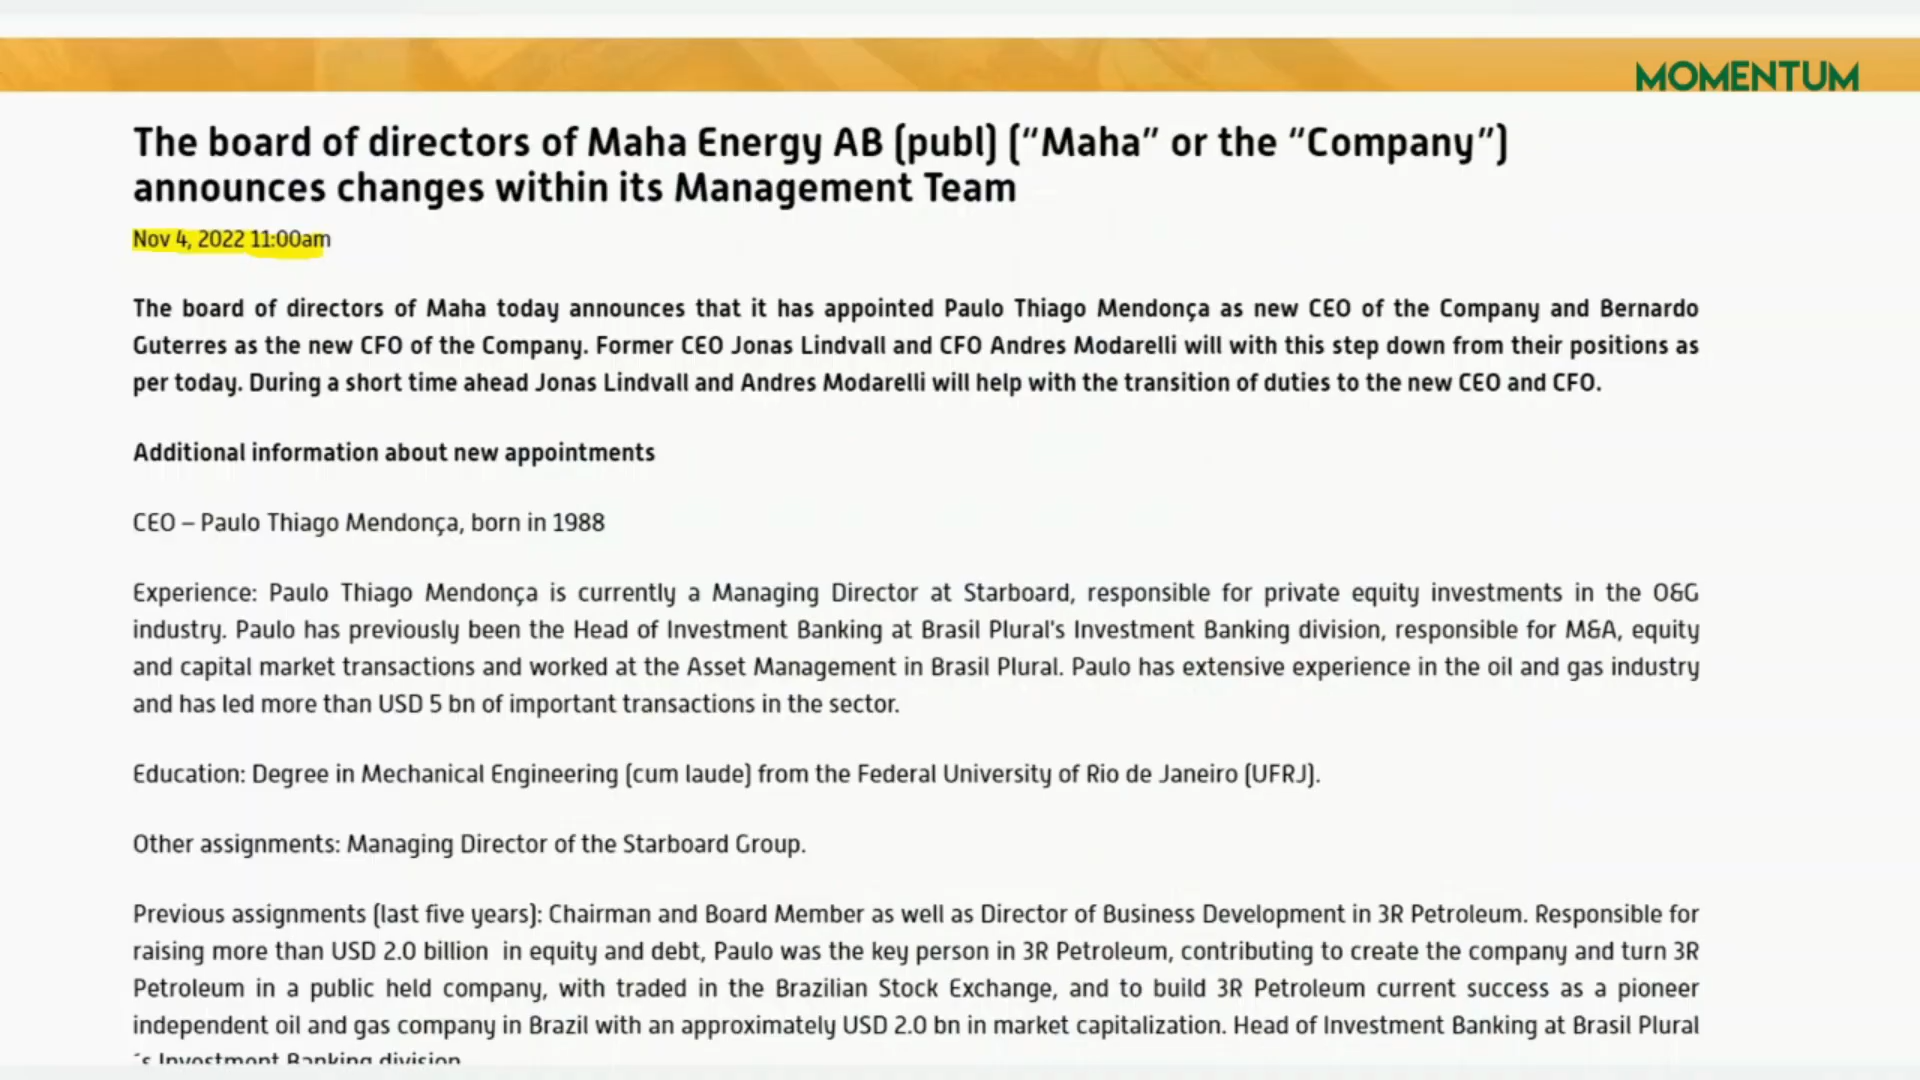 MOMENTUM
The board of directors of Maha Energy AB (publ) (“Maha” or the “Company”)
announces changes within its Management Team
Nov 4, 2022 11:00am
The board of directors of Maha today announces that it has appointed Paulo Thiago Mendonça as new CEO of the Company and Bernardo
Guterres as the new CFO of the Company. Former CEO Jonas Lindvall and CFO Andres Modarelli will with this step down from their positions as
per today. During a short time ahead Jonas Lindvall and Andres Modarelli will help with the transition of duties to the new CEO and CFO.
Additional information about new appointments
CEO – Paulo Thiago Mendonça, born in 1988
Experience: Paulo Thiago Mendonça is currently a Managing Director at Starboard, responsible for private equity investments in the O&G
industry. Paulo has previously been the Head of Investment Banking at Brasil Plural's Investment Banking division, responsible for M&A, equity
and capital market transactions and worked at the Asset Management in Brasil Plural. Paulo has extensive experience in the oil and gas industry
and has led more than USD 5 bn of important transactions in the sector.
Education: Degree in Mechanical Engineering (cum laude) from the Federal University of Rio de Janeiro (UFRJ).
Other assignments: Managing Director of the Starboard Group.
Previous assignments (last five years): Chairman and Board Member as well as Director of Business Development in 3R Petroleum. Responsible for
raising more than USD 2.0 billion in equity and debt, Paulo was the key person in 3R Petroleum, contributing to create the company and turn 3R
Petroleum in a public held company, with traded in the Brazilian Stock Exchange, and to build 3R Petroleum current success as a pioneer
independent oil and gas company in Brazil with an approximately USD 2.0 bn in market capitalization. Head of Investment Banking at Brasil Plural
´s Investment Banking division